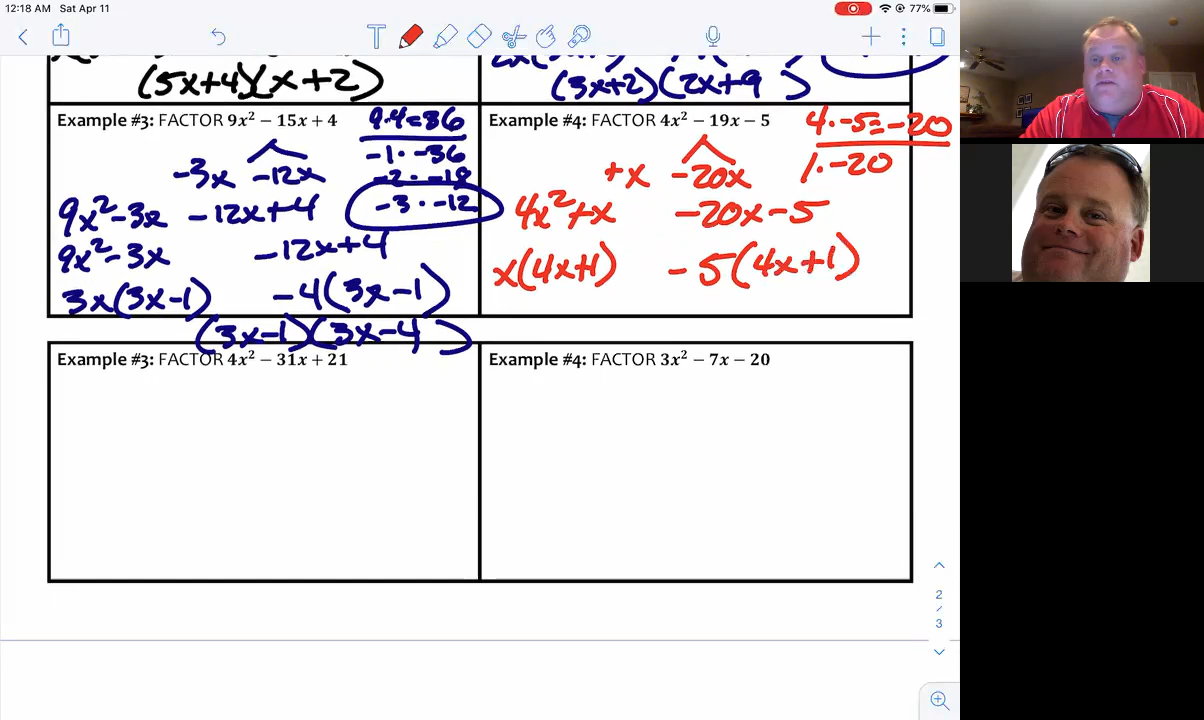 12:18 AM Sat Apr 11
77%
(5x+4)(x+2)
(3x+2)(2x+9)
Example #3: FACTOR 9x² − 15x + 4
9·4=36
-1·-36
-2·-18
-3·-12
-3x -12x
9x²-3x -12x+4
9x²-3x -12x+4
3x(3x-1) -4(3x-1)
(3x-1)(3x-4)
Example #4: FACTOR 4x² − 19x − 5
4·-5=-20
1·-20
+x -20x
4x²+x -20x-5
x(4x+1) -5(4x+1)
Example #3: FACTOR 4x² − 31x + 21
Example #4: FACTOR 3x² − 7x − 20
2
/
3